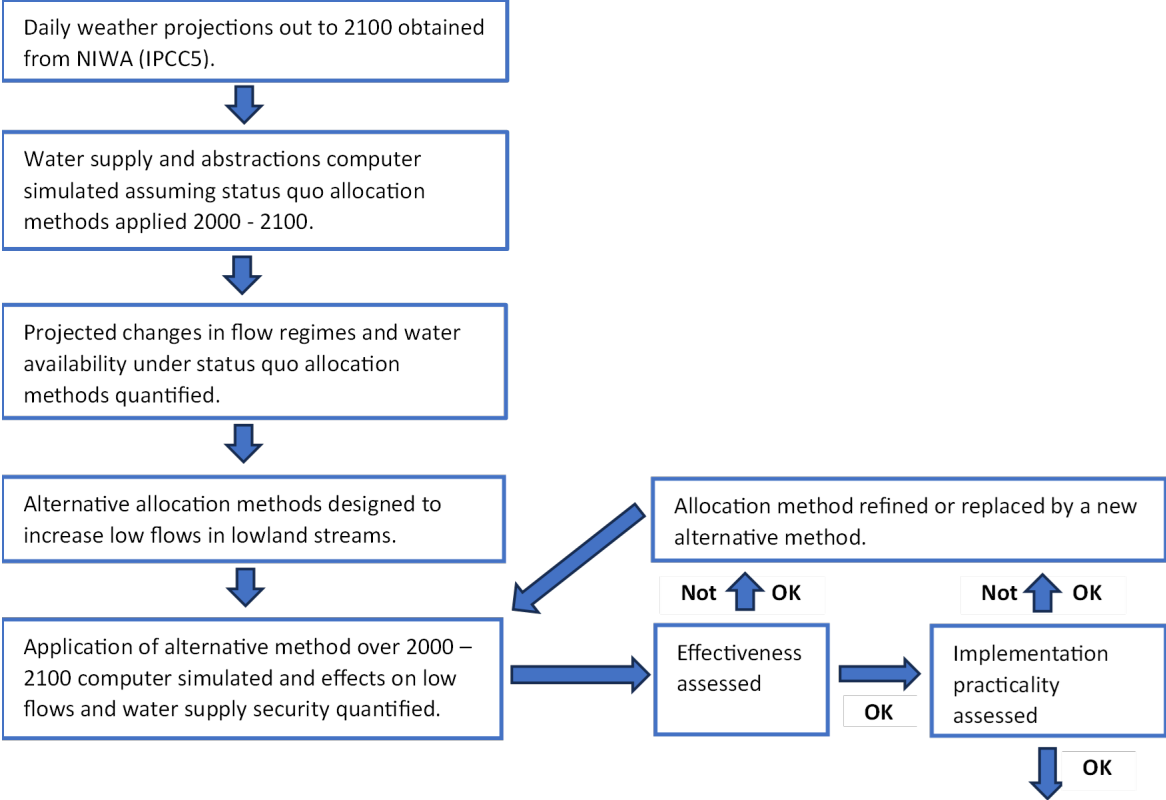 Daily weather projections out to 2100 obtained
from NIWA (IPCC5).
Water supply and abstractions computer
simulated assuming status quo allocation
methods applied 2000 - 2100.
Projected changes in flow regimes and water
availability under status quo allocation
methods quantified.
Alternative allocation methods designed to
increase low flows in lowland streams.
Allocation method refined or replaced by a new
alternative method.
Not OK
Not OK
Application of alternative method over 2000 –
2100 computer simulated and effects on low
flows and water supply security quantified.
Effectiveness
assessed
OK
Implementation
practicality
assessed
OK